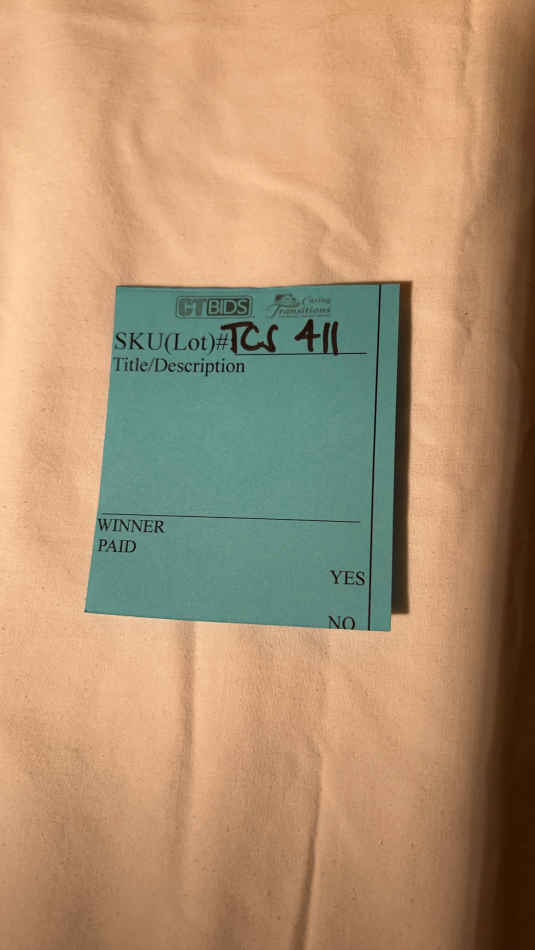 CTBIDS
Caring
Transitions
SKU(Lot)#: TCS 411
Title/Description
WINNER
PAID
YES
NO